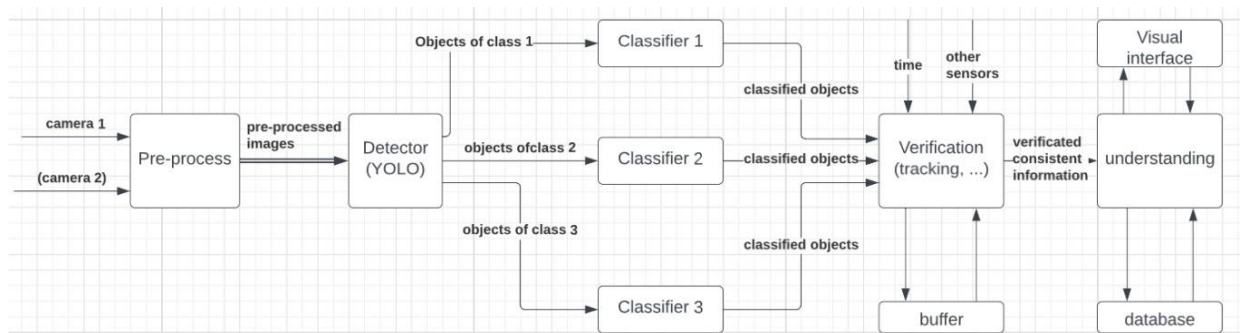 camera 1
(camera 2)
Pre-process
pre-processed
images
Detector
(YOLO)
Objects of class 1
objects ofclass 2
objects of class 3
Classifier 1
Classifier 2
Classifier 3
classified objects
classified objects
classified objects
time
other
sensors
Verification
(tracking, ...)
buffer
verificated
consistent
information
Visual
interface
understanding
database